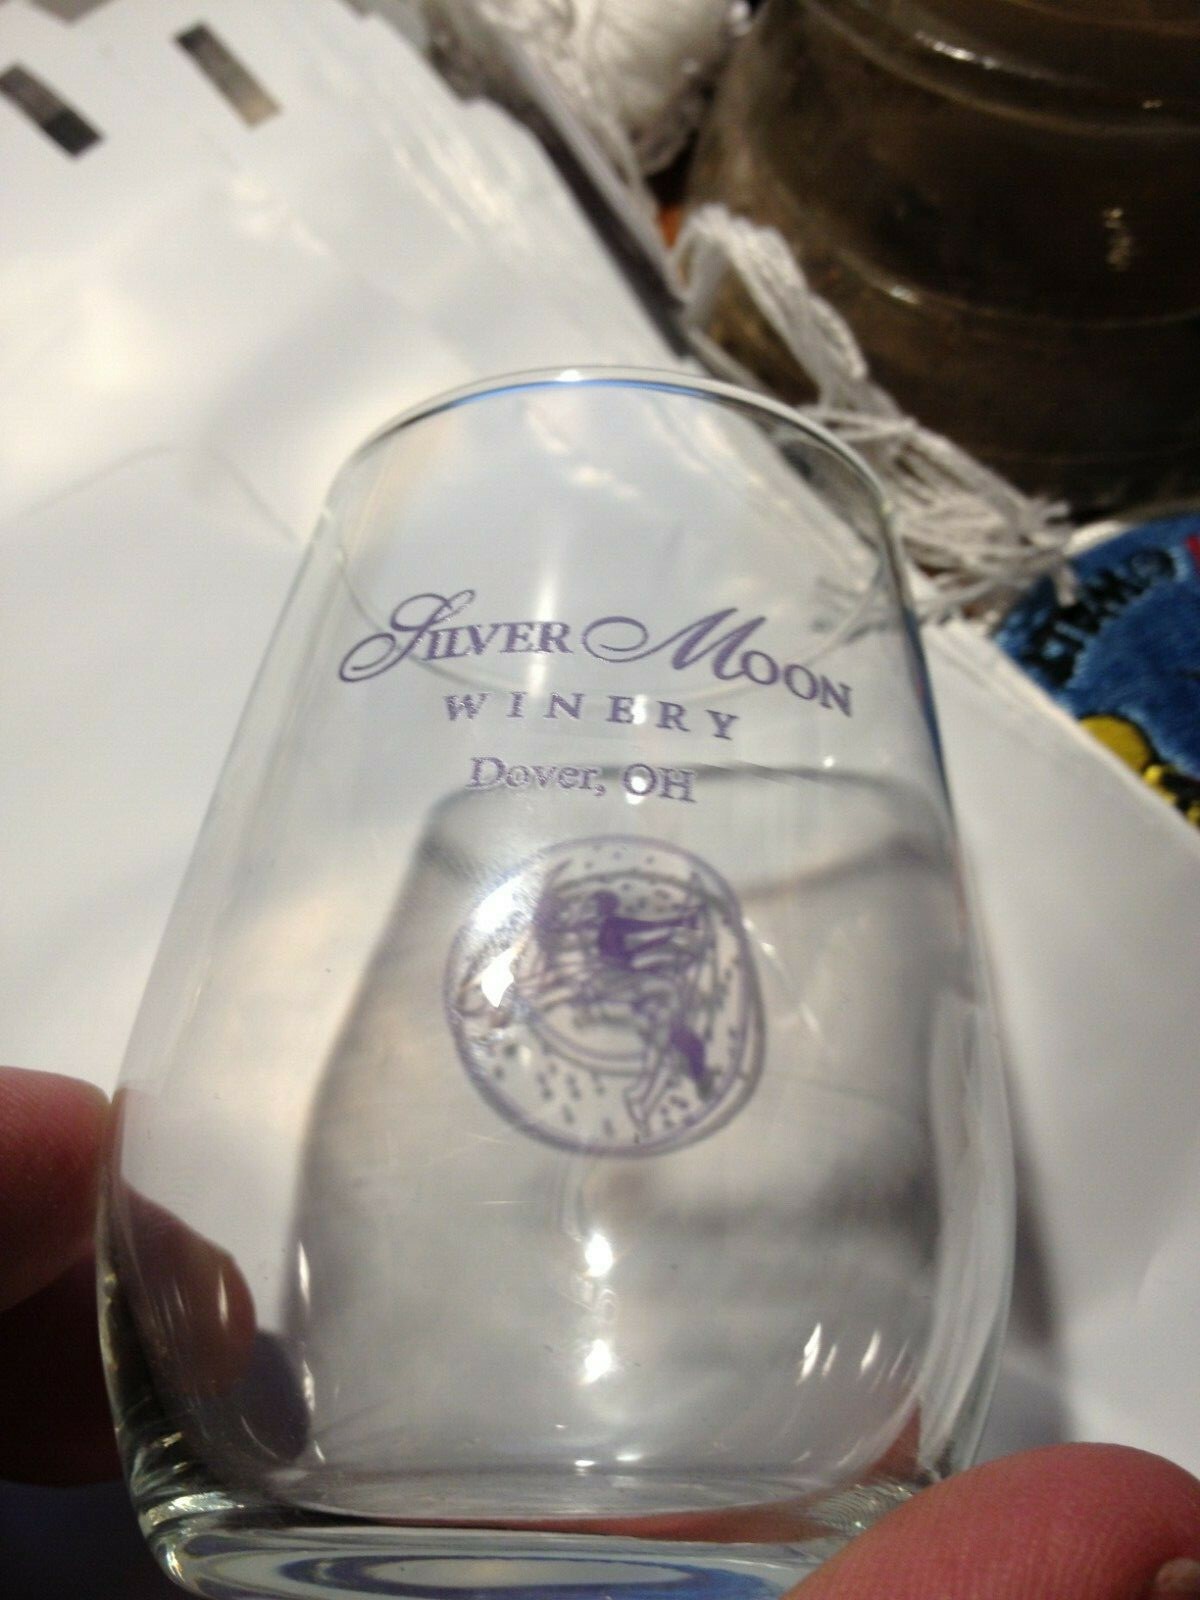 Silver Moon
WINERY
Dover, OH